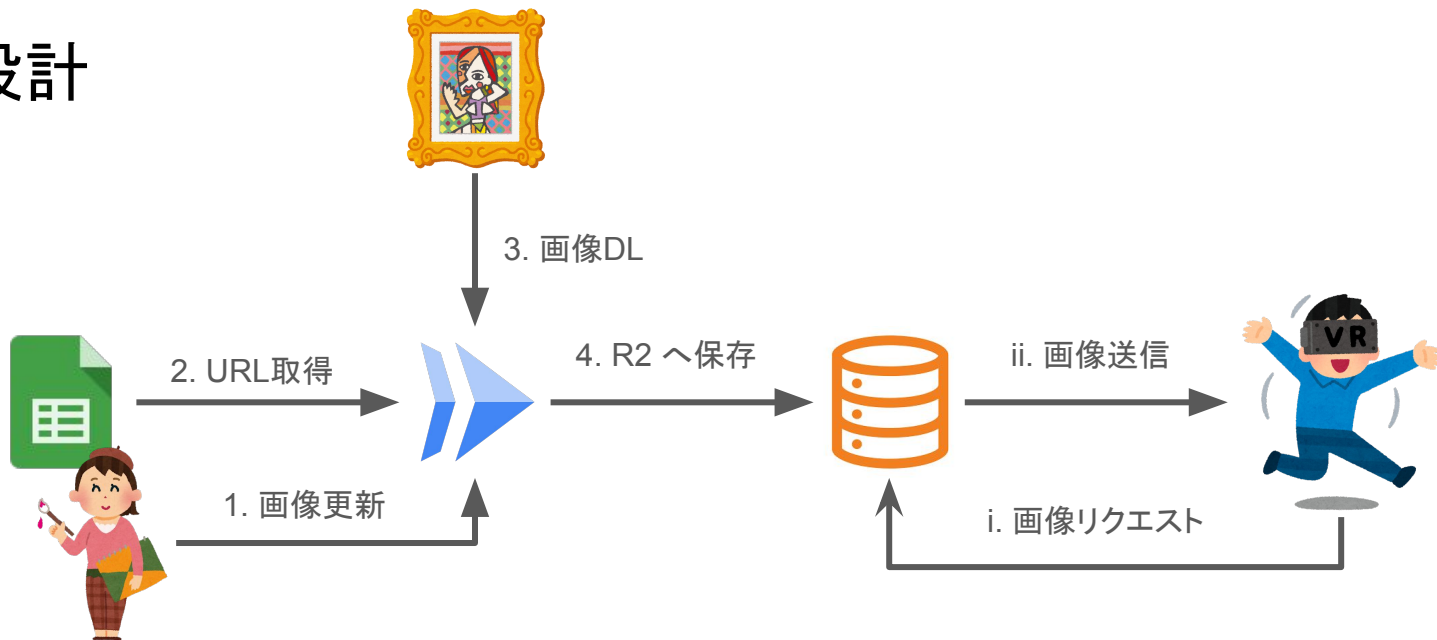 設計
3. 画像DL
2. URL取得
4. R2 へ保存
ii. 画像送信
VR
1. 画像更新
i. 画像リクエスト